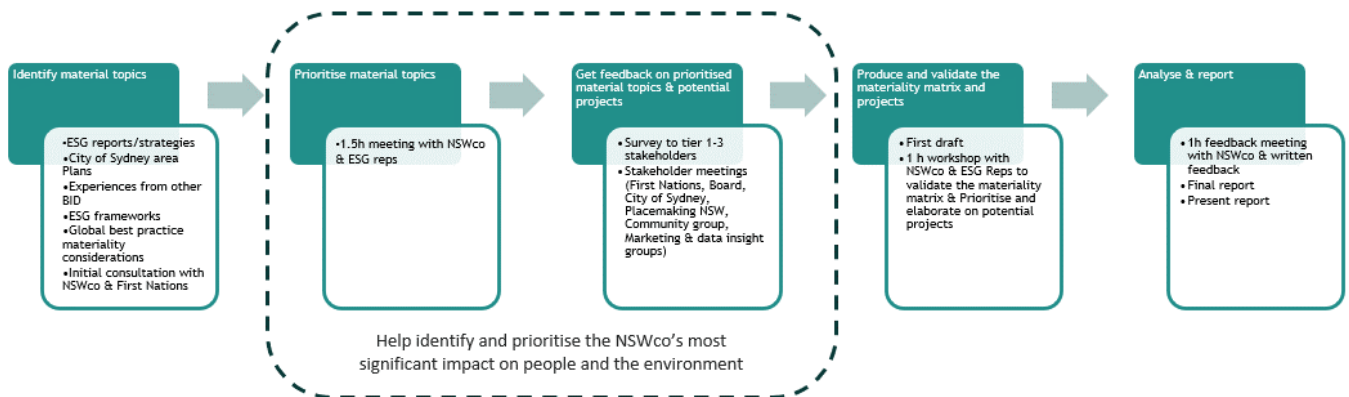 Identify material topics
•ESG reports/strategies
•City of Sydney area
Plans
•Experiences from other
BID
•ESG frameworks
•Global best practice
materiality
considerations
•Initial consultation with
NSWco & First Nations
Prioritise material topics
•1.5h meeting with NSWco
& ESG reps
Get feedback on prioritised
material topics & potential
projects
• Survey to tier 1-3
stakeholders
• Stakeholder meetings
(First Nations, Board,
City of Sydney,
Placemaking NSW,
Community group,
Marketing & data insight
groups)
Produce and validate the
materiality matrix and
projects
• First draft
• 1 h workshop with
NSWco & ESG Reps to
validate the materiality
matrix & Prioritise and
elaborate on potential
projects
Analyse & report
• 1h feedback meeting
with NSWco & written
feedback
• Final report
• Present report
Help identify and prioritise the NSWco’s most
significant impact on people and the environment